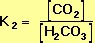 K₂ = [CO₂] / [H₂CO₃]